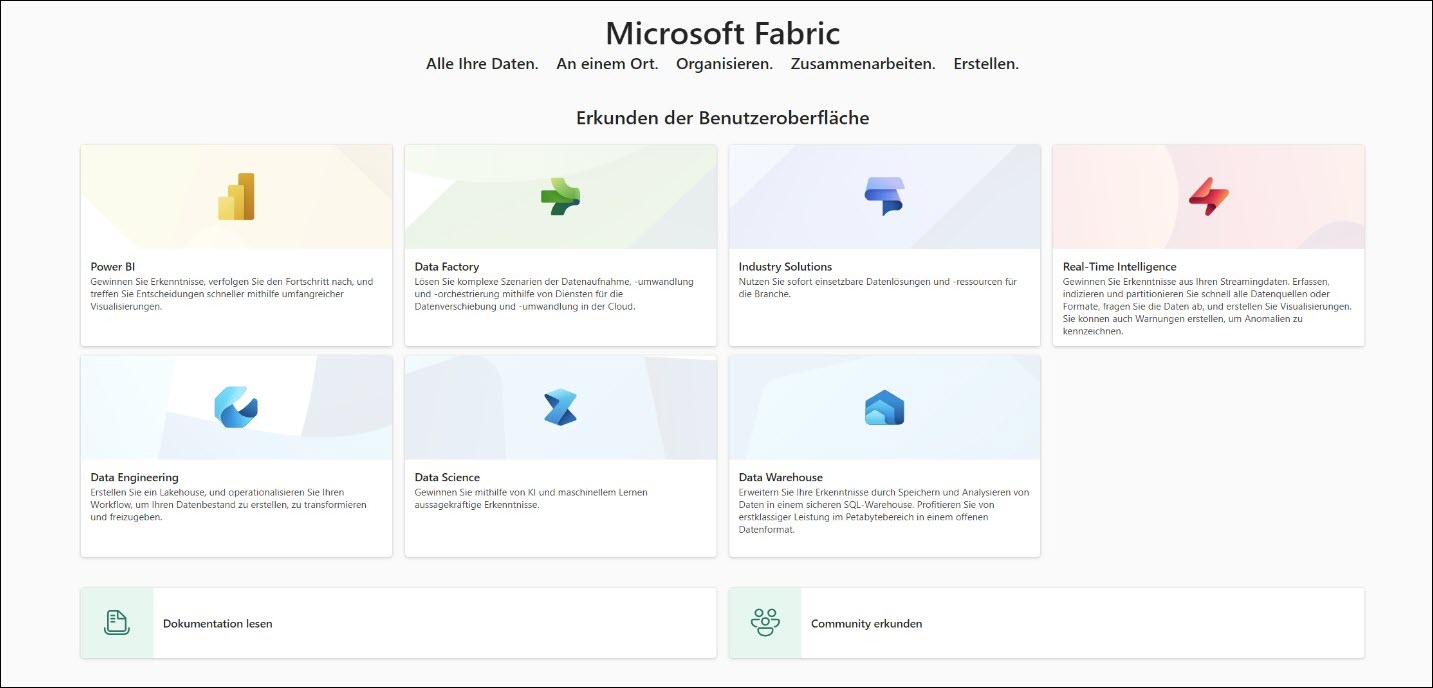 Microsoft Fabric
Alle Ihre Daten. An einem Ort. Organisieren. Zusammenarbeiten. Erstellen.
Erkunden der Benutzeroberfläche
Power BI
Gewinnen Sie Erkenntnisse, verfolgen Sie den Fortschritt nach, und
treffen Sie Entscheidungen schneller mithilfe umfangreicher
Visualisierungen.
Data Factory
Lösen Sie komplexe Szenarien der Datenaufnahme, -umwandlung
und -orchestrierung mithilfe von Diensten für die
Datenverschiebung und -umwandlung in der Cloud.
Industry Solutions
Nutzen Sie sofort einsetzbare Datenlösungen und -ressourcen für
die Branche.
Real-Time Intelligence
Gewinnen Sie Erkenntnisse aus Ihren Streamingdaten. Erfassen,
indizieren und partitionieren Sie schnell alle Datenquellen oder
Formate, fragen Sie die Daten ab, und erstellen Sie Visualisierungen.
Sie können auch Warnungen erstellen, um Anomalien zu
kennzeichnen.
Data Engineering
Erstellen Sie ein Lakehouse, und operationalisieren Sie Ihren
Workflow, um Ihren Datenbestand zu erstellen, zu transformieren
und freizugeben.
Data Science
Gewinnen Sie mithilfe von KI und maschinellem Lernen
aussagekräftige Erkenntnisse.
Data Warehouse
Erweitern Sie Ihre Erkenntnisse durch Speichern und Analysieren von
Daten in einem sicheren SQL-Warehouse. Profitieren Sie von
erstklassiger Leistung im Petabytebereich in einem offenen
Datenformat.
Dokumentation lesen
Community erkunden